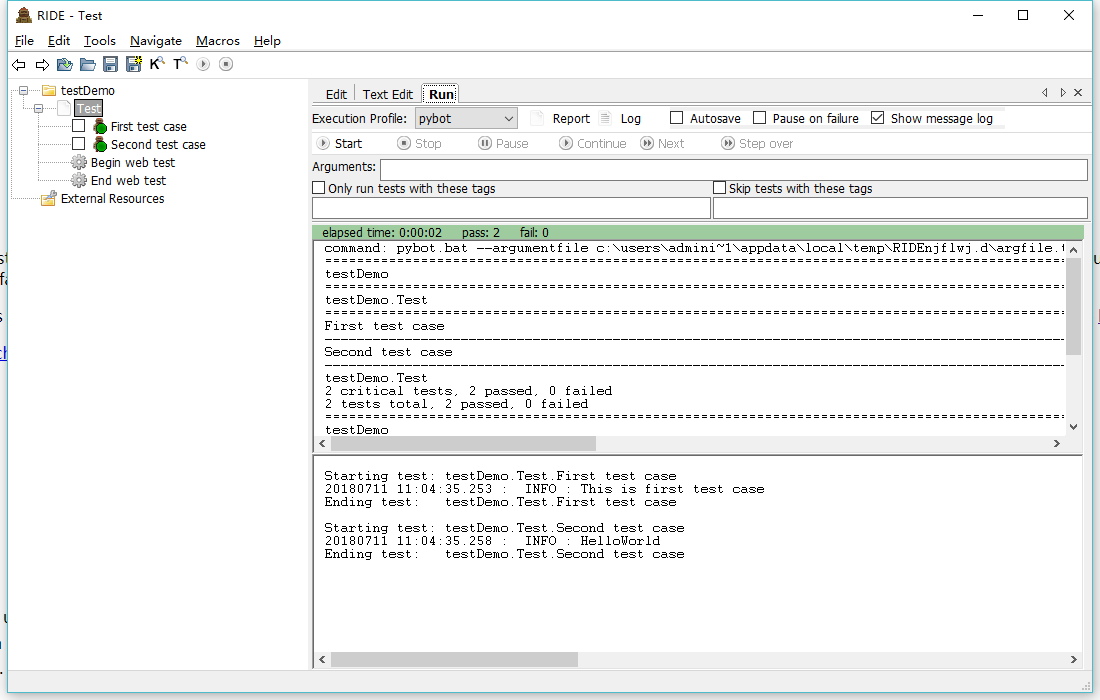 RIDE - Test
File Edit Tools Navigate Macros Help
K T
testDemo
Test
First test case
Second test case
Begin web test
End web test
External Resources
Edit Text Edit Run
Execution Profile: pybot Report Log Autosave Pause on failure Show message log
Start Stop Pause Continue Next Step over
Arguments:
Only run tests with these tags Skip tests with these tags
elapsed time: 0:00:02 pass: 2 fail: 0
command: pybot.bat --argumentfile c:\users\admini~1\appdata\local\temp\RIDEnjflwj.d\argfile.t
==============================================================================
testDemo
==============================================================================
testDemo.Test
==============================================================================
First test case
------------------------------------------------------------------------------
Second test case
------------------------------------------------------------------------------
testDemo.Test
2 critical tests, 2 passed, 0 failed
2 tests total, 2 passed, 0 failed
==============================================================================
testDemo
Starting test: testDemo.Test.First test case
20180711 11:04:35.253 : INFO : This is first test case
Ending test: testDemo.Test.First test case
Starting test: testDemo.Test.Second test case
20180711 11:04:35.258 : INFO : HelloWorld
Ending test: testDemo.Test.Second test case